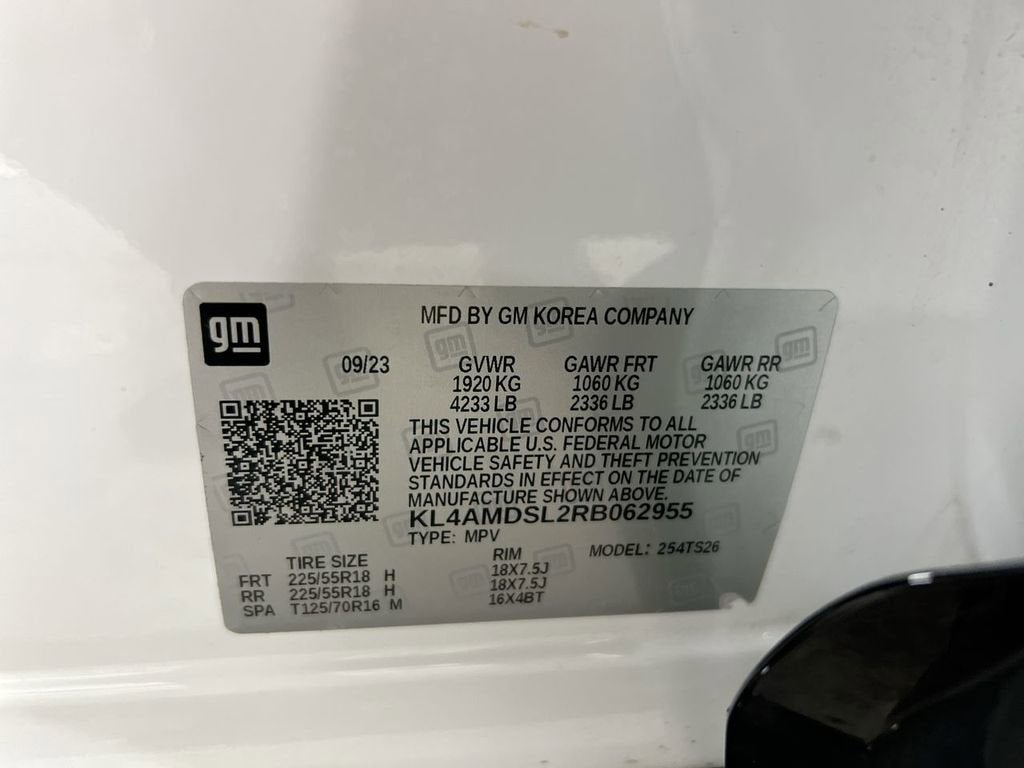 gm
MFD BY GM KOREA COMPANY
09/23 GVWR GAWR FRT GAWR RR
1920 KG 1060 KG 1060 KG
4233 LB 2336 LB 2336 LB
THIS VEHICLE CONFORMS TO ALL
APPLICABLE U.S. FEDERAL MOTOR
VEHICLE SAFETY AND THEFT PREVENTION
STANDARDS IN EFFECT ON THE DATE OF
MANUFACTURE SHOWN ABOVE.
KL4AMDSL2RB062955
TYPE: MPV MODEL: 254TS26
TIRE SIZE RIM
FRT 225/55R18 H 18X7.5J
RR 225/55R18 H 18X7.5J
SPA T125/70R16 M 16X4BT